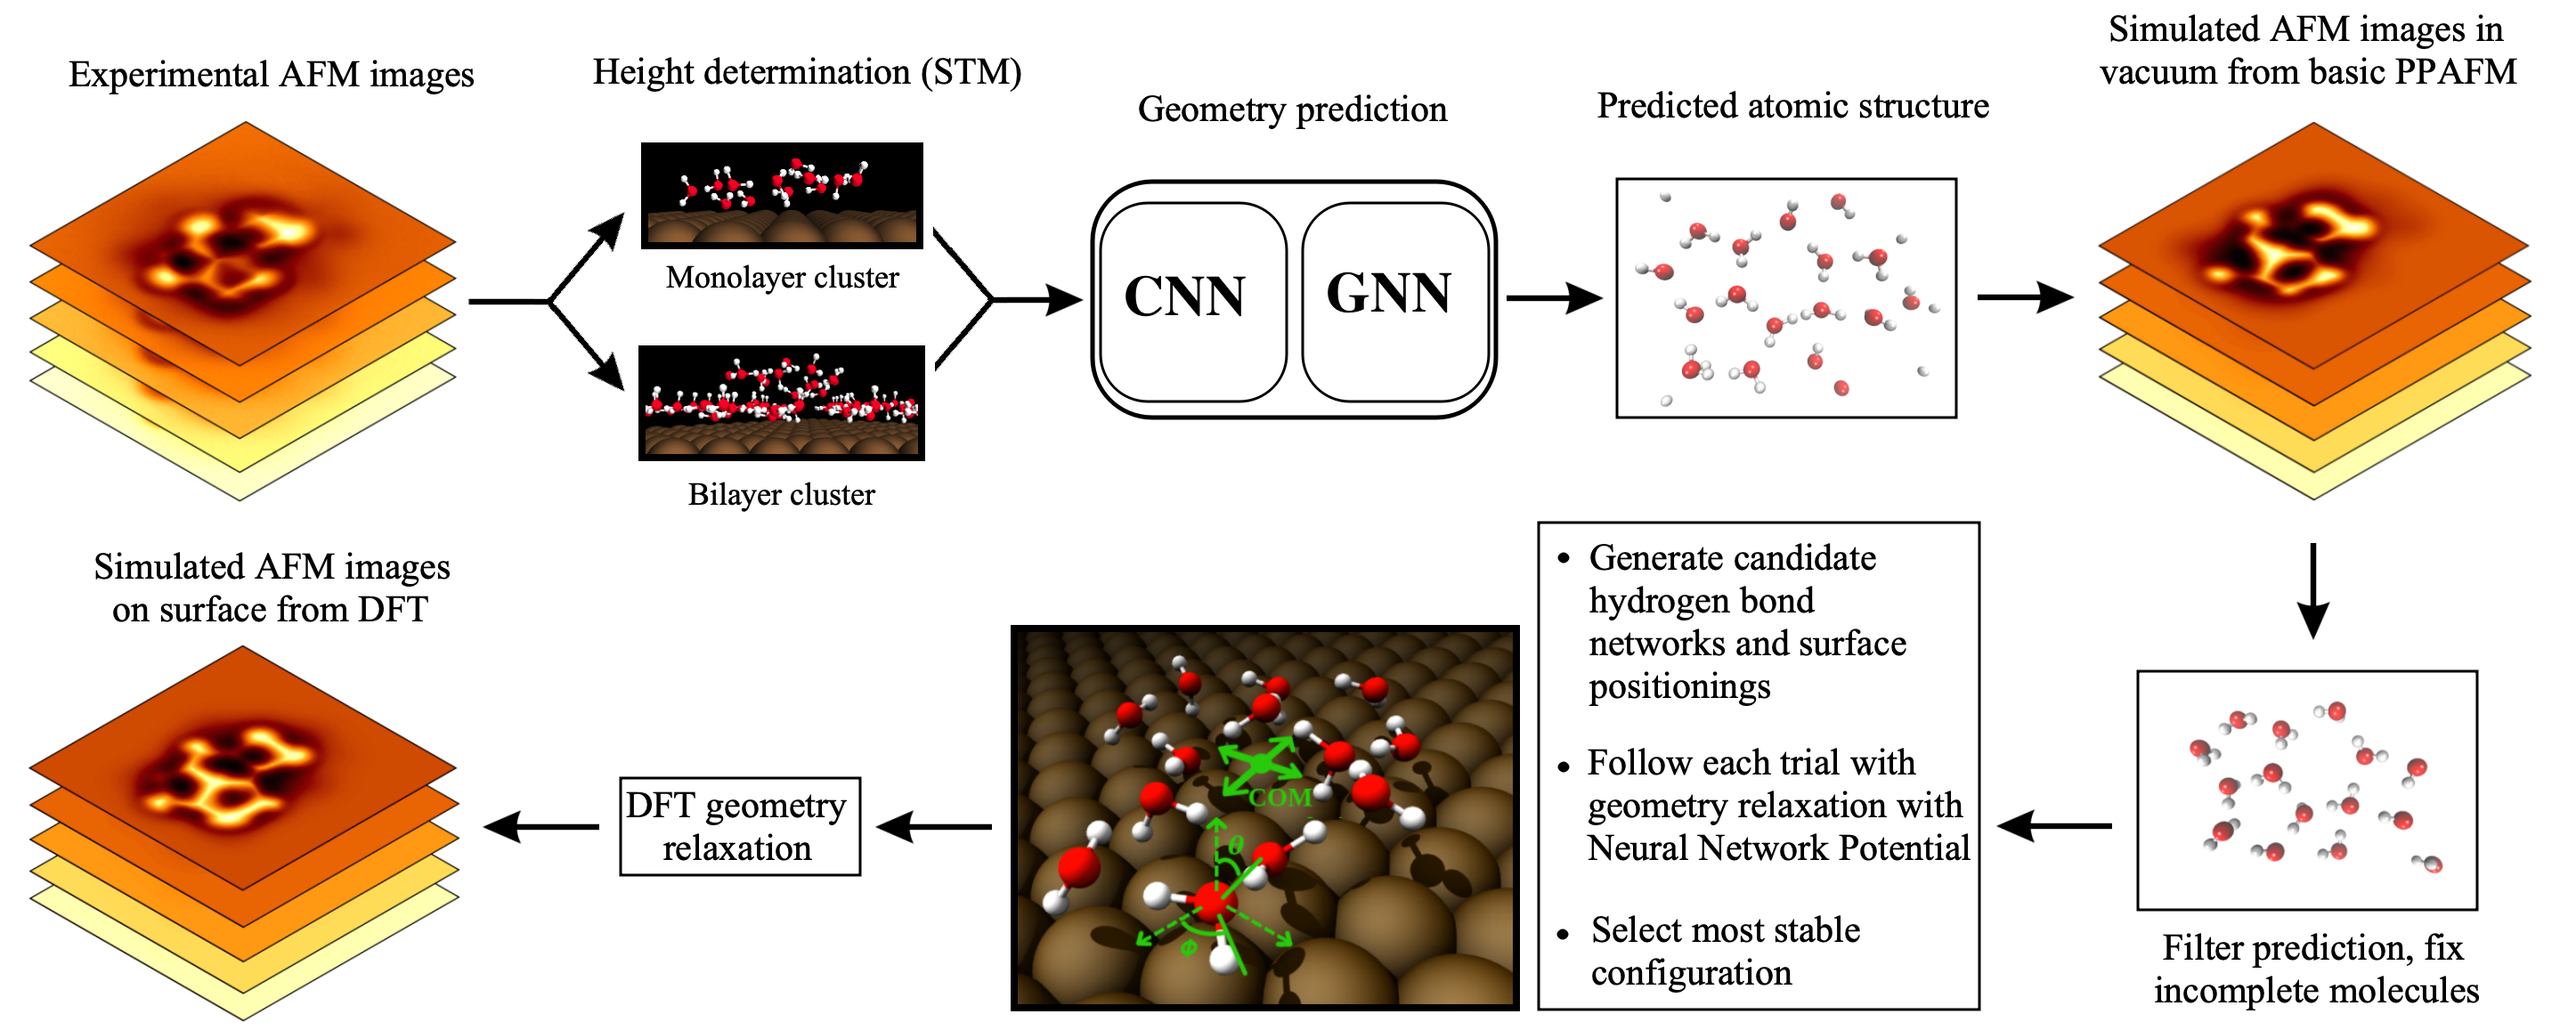 Experimental AFM images
Height determination (STM)
Monolayer cluster
Bilayer cluster
Geometry prediction
CNN
GNN
Predicted atomic structure
Simulated AFM images in
vacuum from basic PPAFM
Filter prediction, fix
incomplete molecules
• Generate candidate
hydrogen bond
networks and surface
positionings
• Follow each trial with
geometry relaxation with
Neural Network Potential
• Select most stable
configuration
COM
θ
Φ
DFT geometry
relaxation
Simulated AFM images
on surface from DFT